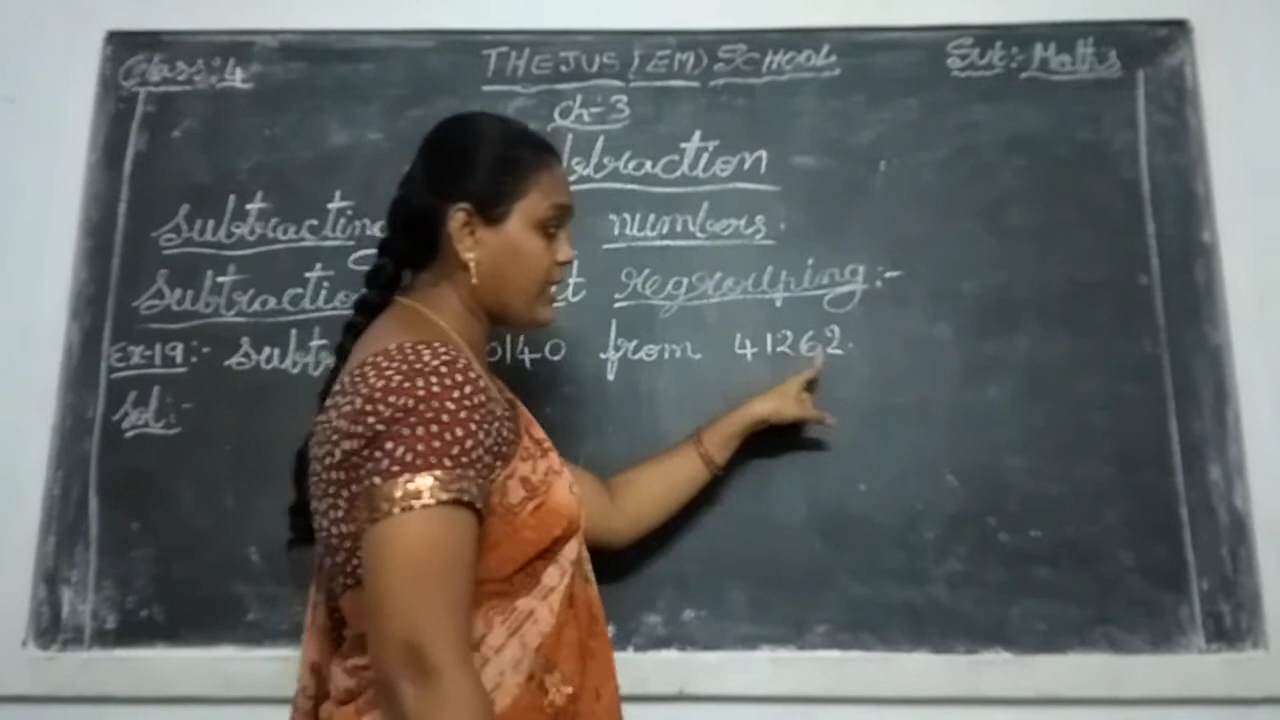 Class:4
THEJUS (EM) SCHOOL
Sub:- Maths
Ch-3
btraction
Subtracting numbers.
Subtractio t regrouping:-
Ex-19:- Subt 0140 from 41262.
Sol:-